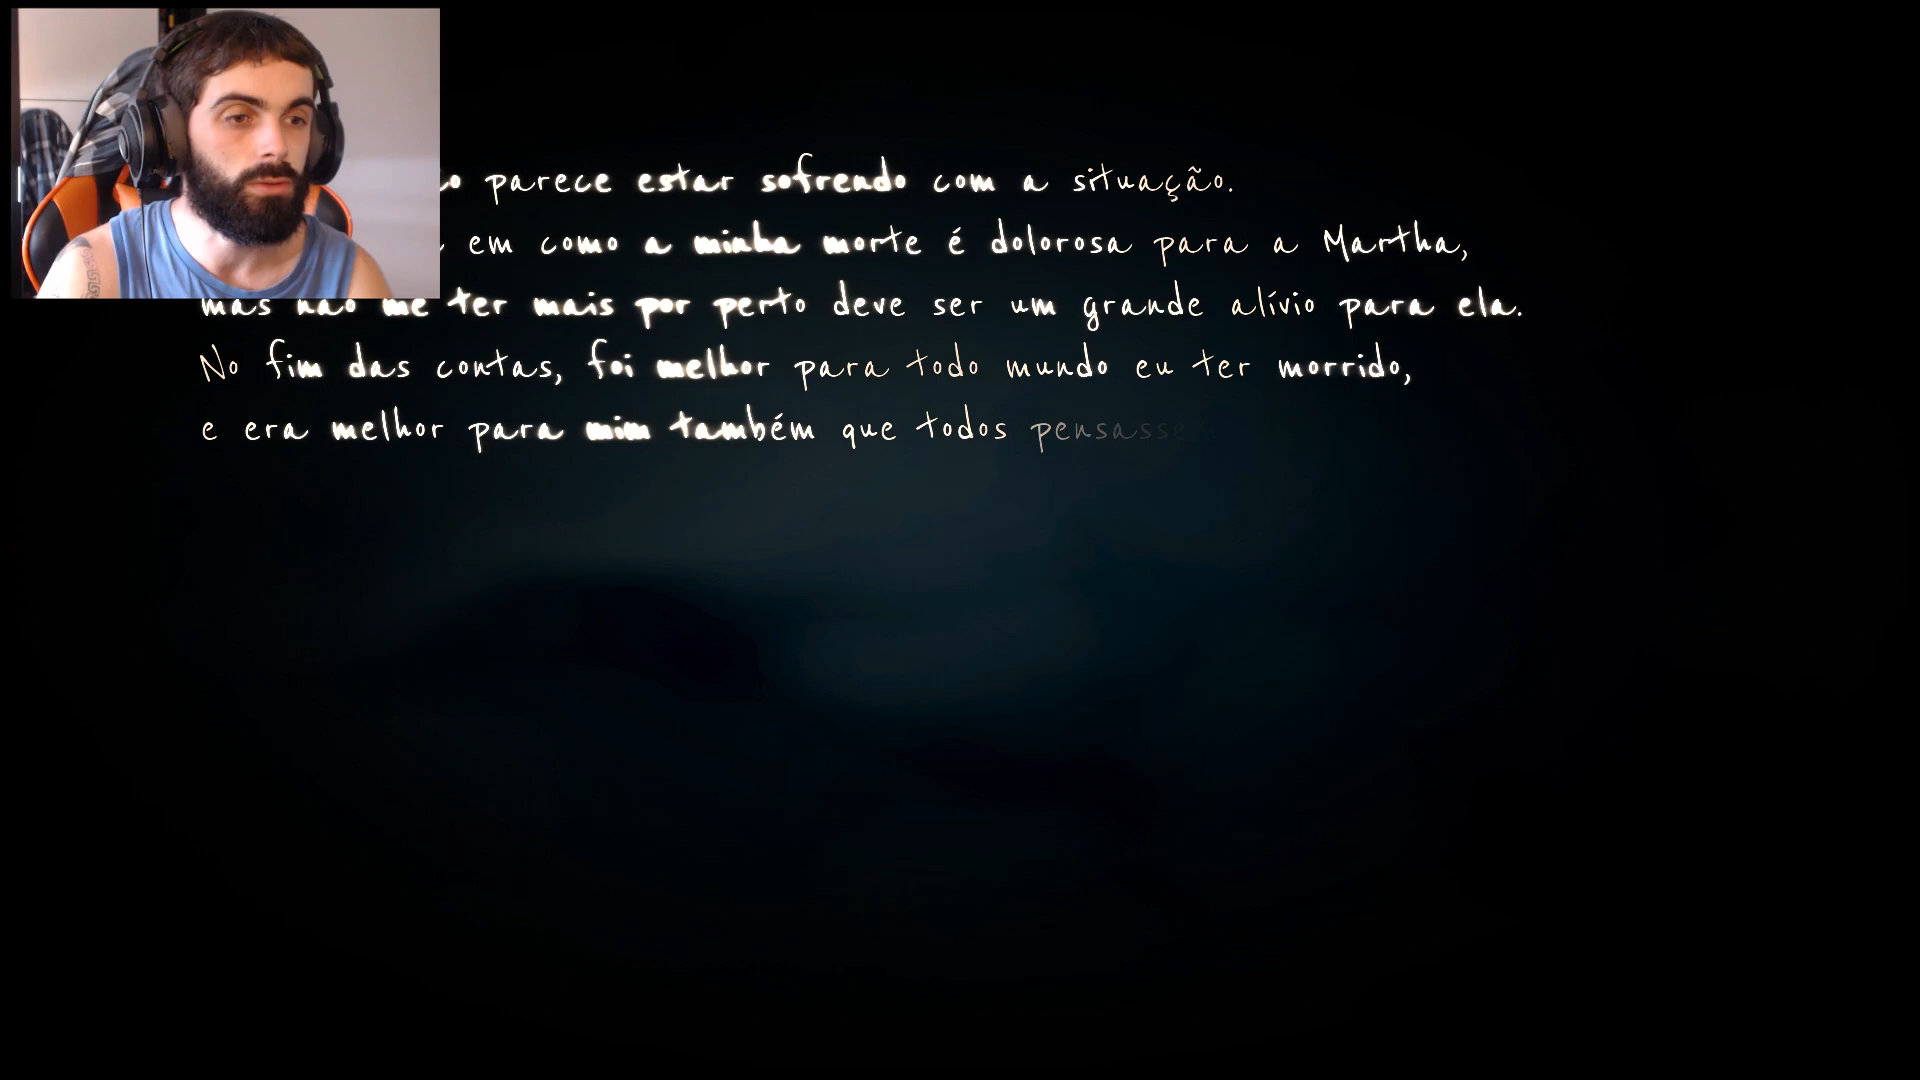 parece estar sofrendo com a situação.
em como a minha morte é dolorosa para a Martha,
mas não me ter mais por perto deve ser um grande alívio para ela.
No fim das contas, foi melhor para todo mundo eu ter morrido,
e era melhor para mim também que todos pensasse